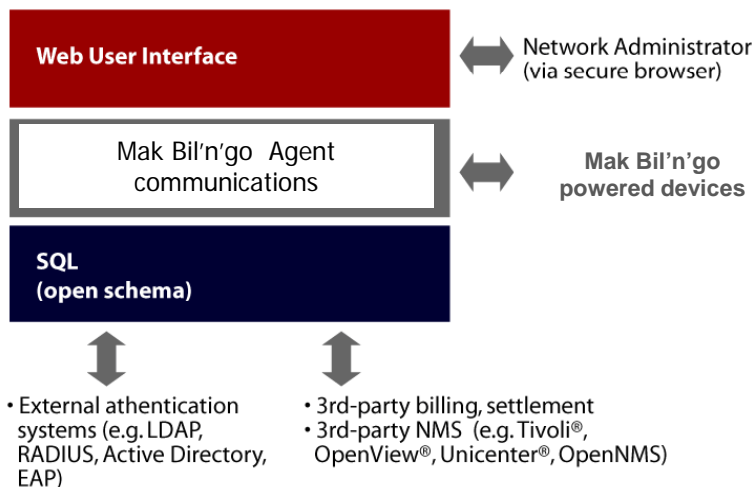 Web User Interface
Network Administrator
(via secure browser)
Mak Bil'n'go Agent
communications
Mak Bil'n'go
powered devices
SQL
(open schema)
• External athentication
systems (e.g. LDAP,
RADIUS, Active Directory,
EAP)
• 3rd-party billing, settlement
• 3rd-party NMS (e.g. Tivoli®,
OpenView®, Unicenter®, OpenNMS)